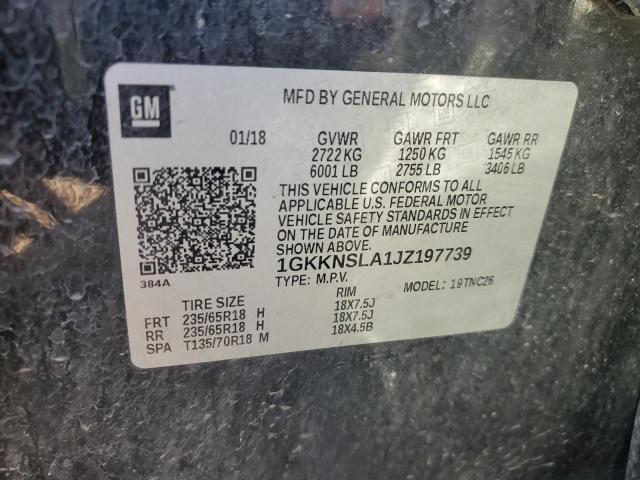 GM
MFD BY GENERAL MOTORS LLC
01/18 GVWR GAWR FRT GAWR RR
2722 KG 1250 KG 1545 KG
6001 LB 2755 LB 3406 LB
THIS VEHICLE CONFORMS TO ALL
APPLICABLE U.S. FEDERAL MOTOR
VEHICLE SAFETY STANDARDS IN EFFECT
ON THE DATE OF MANUFACTURE
SHOWN ABOVE.
1GKKNSLA1JZ197739
384A
TYPE: M.P.V. MODEL: 19TNC26
TIRE SIZE RIM
FRT 235/65R18 H 18X7.5J
RR 235/65R18 H 18X7.5J
SPA T135/70R18 M 18X4.5B